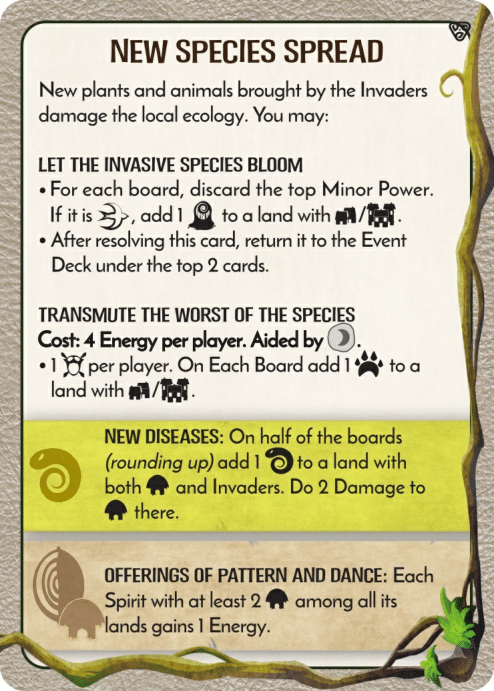 NEW SPECIES SPREAD
New plants and animals brought by the Invaders
damage the local ecology. You may:
LET THE INVASIVE SPECIES BLOOM
• For each board, discard the top Minor Power.
If it is , add 1 to a land with / .
• After resolving this card, return it to the Event
Deck under the top 2 cards.
TRANSMUTE THE WORST OF THE SPECIES
Cost: 4 Energy per player. Aided by .
• 1 per player. On Each Board add 1 to a
land with / .
NEW DISEASES: On half of the boards
(rounding up) add 1 to a land with
both and Invaders. Do 2 Damage to
there.
OFFERINGS OF PATTERN AND DANCE: Each
Spirit with at least 2 among all its
lands gains 1 Energy.